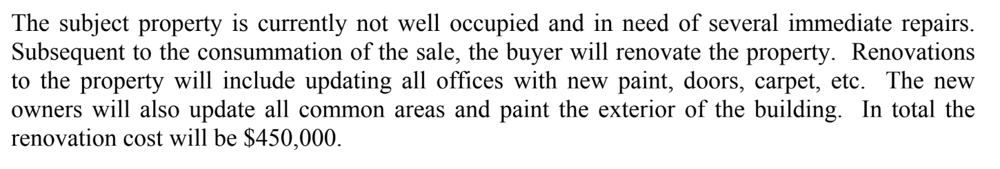 The subject property is currently not well occupied and in need of several immediate repairs.
Subsequent to the consummation of the sale, the buyer will renovate the property.  Renovations
to the property will include updating all offices with new paint, doors, carpet, etc.  The new
owners will also update all common areas and paint the exterior of the building.  In total the
renovation cost will be $450,000.